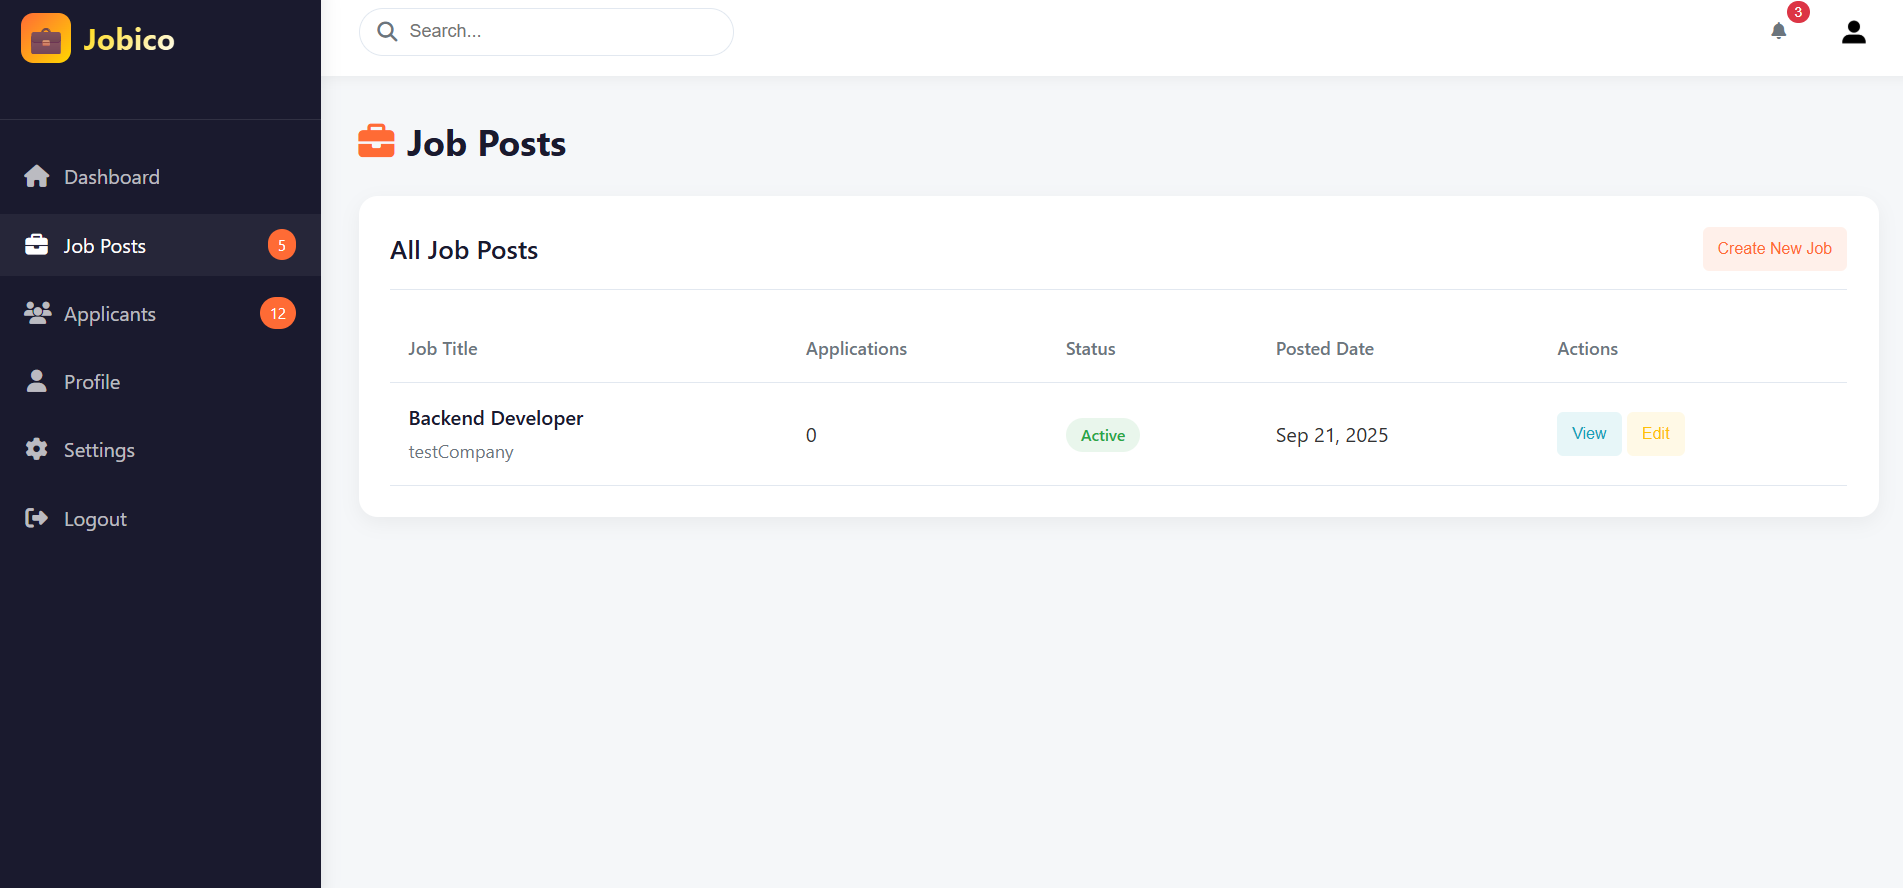 Jobico
Search...
3
Dashboard
Job Posts 5
Applicants 12
Profile
Settings
Logout
Job Posts
All Job Posts
Create New Job
Job Title Applications Status Posted Date Actions
Backend Developer
testCompany
0 Active Sep 21, 2025 View Edit